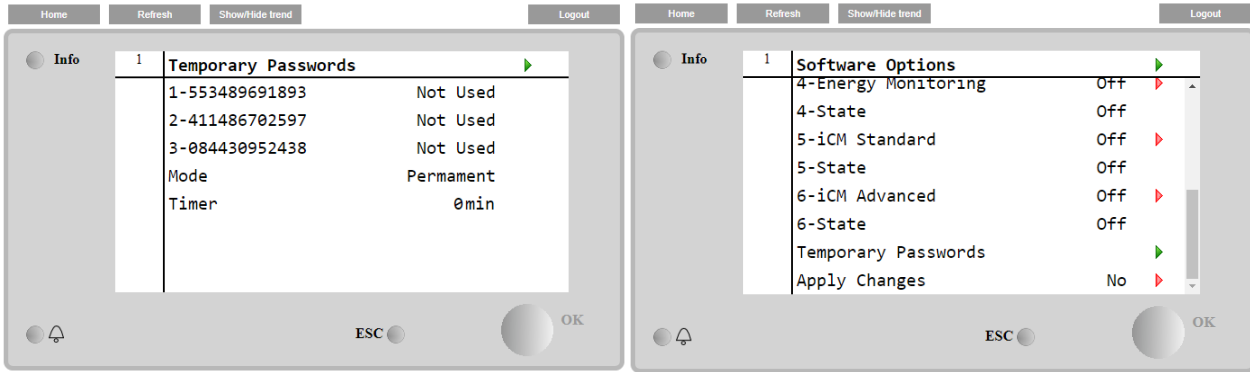 Home Refresh Show/Hide trend Logout
Info
1 Temporary Passwords
1-553489691893 Not Used
2-411486702597 Not Used
3-084430952438 Not Used
Mode Permament
Timer 0min
ESC OK
Home Refresh Show/Hide trend Logout
Info
1 Software Options
4-Energy Monitoring Off
4-State Off
5-iCM Standard Off
5-State Off
6-iCM Advanced Off
6-State Off
Temporary Passwords
Apply Changes No
ESC OK